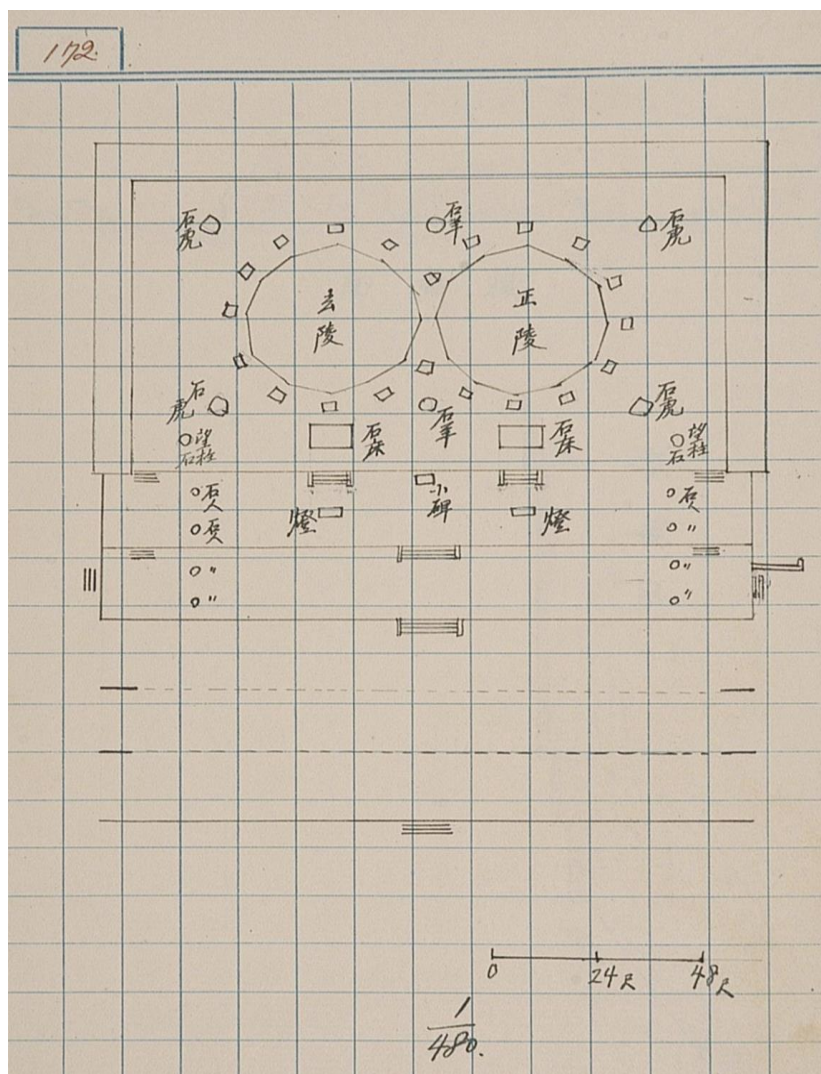 172.
石虎
石羊
石虎
玄陵
正陵
石虎
石羊
石虎
望柱石
石床
石床
望柱石
石人
小碑
石人
石人
燈
燈
〃
〃
〃
〃
〃
0
24尺
48尺
1/480.